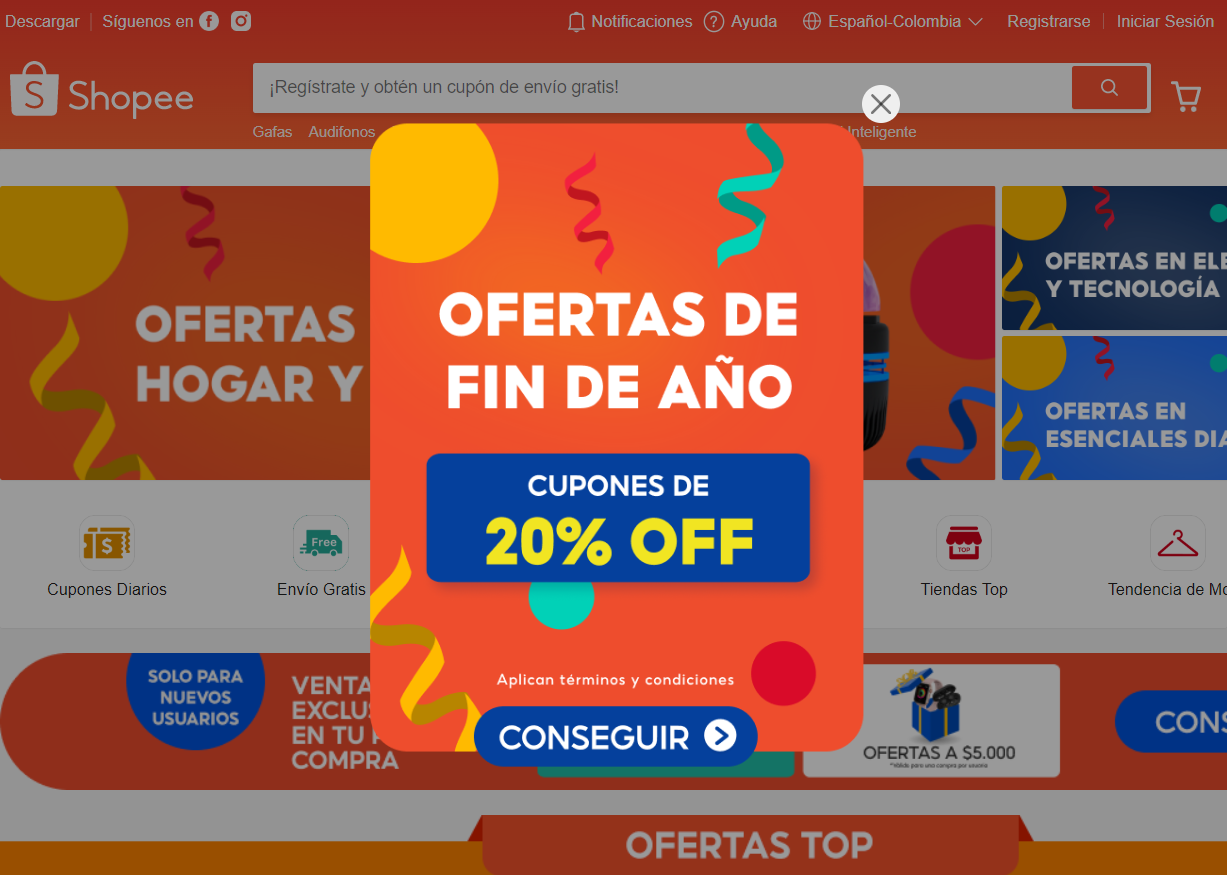 Descargar
Síguenos en
Notificaciones
Ayuda
Español-Colombia
Registrarse
Iniciar Sesión
Shopee
¡Regístrate y obtén un cupón de envío gratis!
Gafas
Audifonos
Inteligente
OFERTAS
HOGAR Y
OFERTAS EN ELE
Y TECNOLOGÍA
OFERTAS EN
ESENCIALES DIA
OFERTAS DE
FIN DE AÑO
CUPONES DE
20% OFF
Aplican términos y condiciones
CONSEGUIR
$
Cupones Diarios
Free
Envío Gratis
TOP
Tiendas Top
Tendencia de Mo
SOLO PARA
NUEVOS
USUARIOS
VENTA
EXCLUS
EN TU P
COMPRA
OFERTAS A $5.000
*Válido para una compra por usuario
CONS
OFERTAS TOP